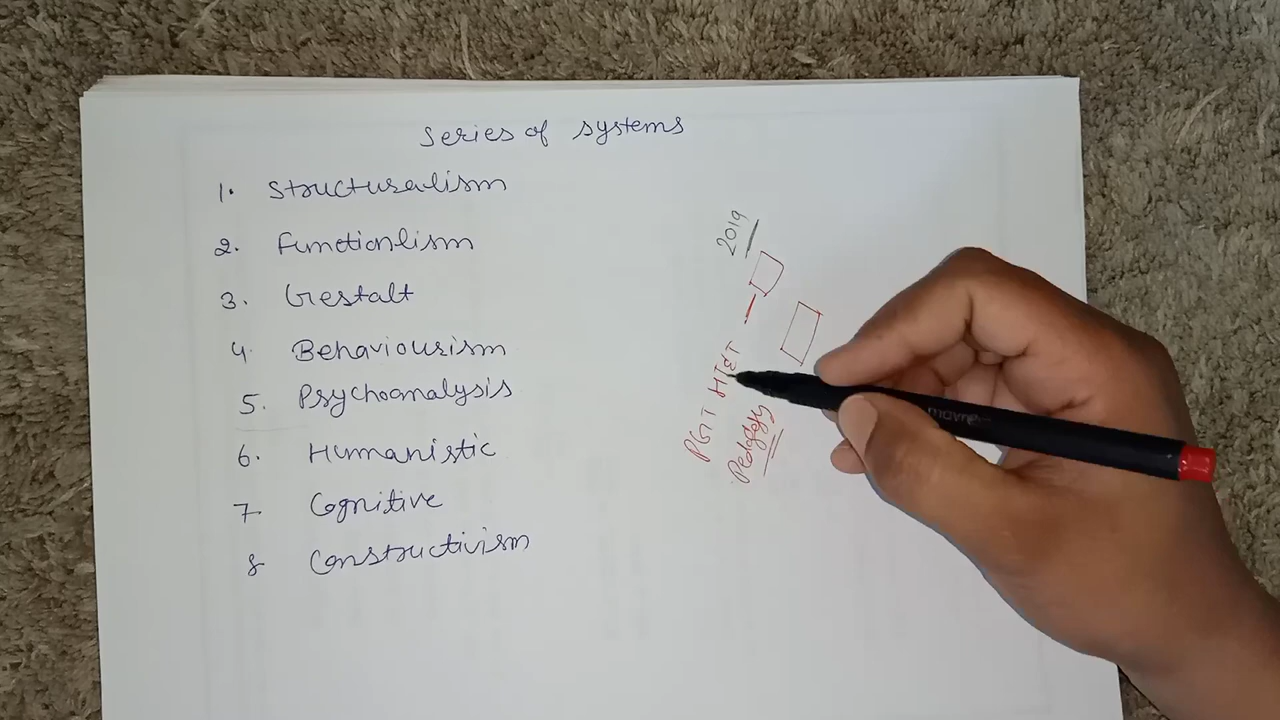 Series of systems
1. Structuralism
2. Functionlism
3. Gestalt
4. Behaviourism
5. Psychoanalysis
6. Humanistic
7. Cognitive
8 Constructivism
2019
PGT HTET —